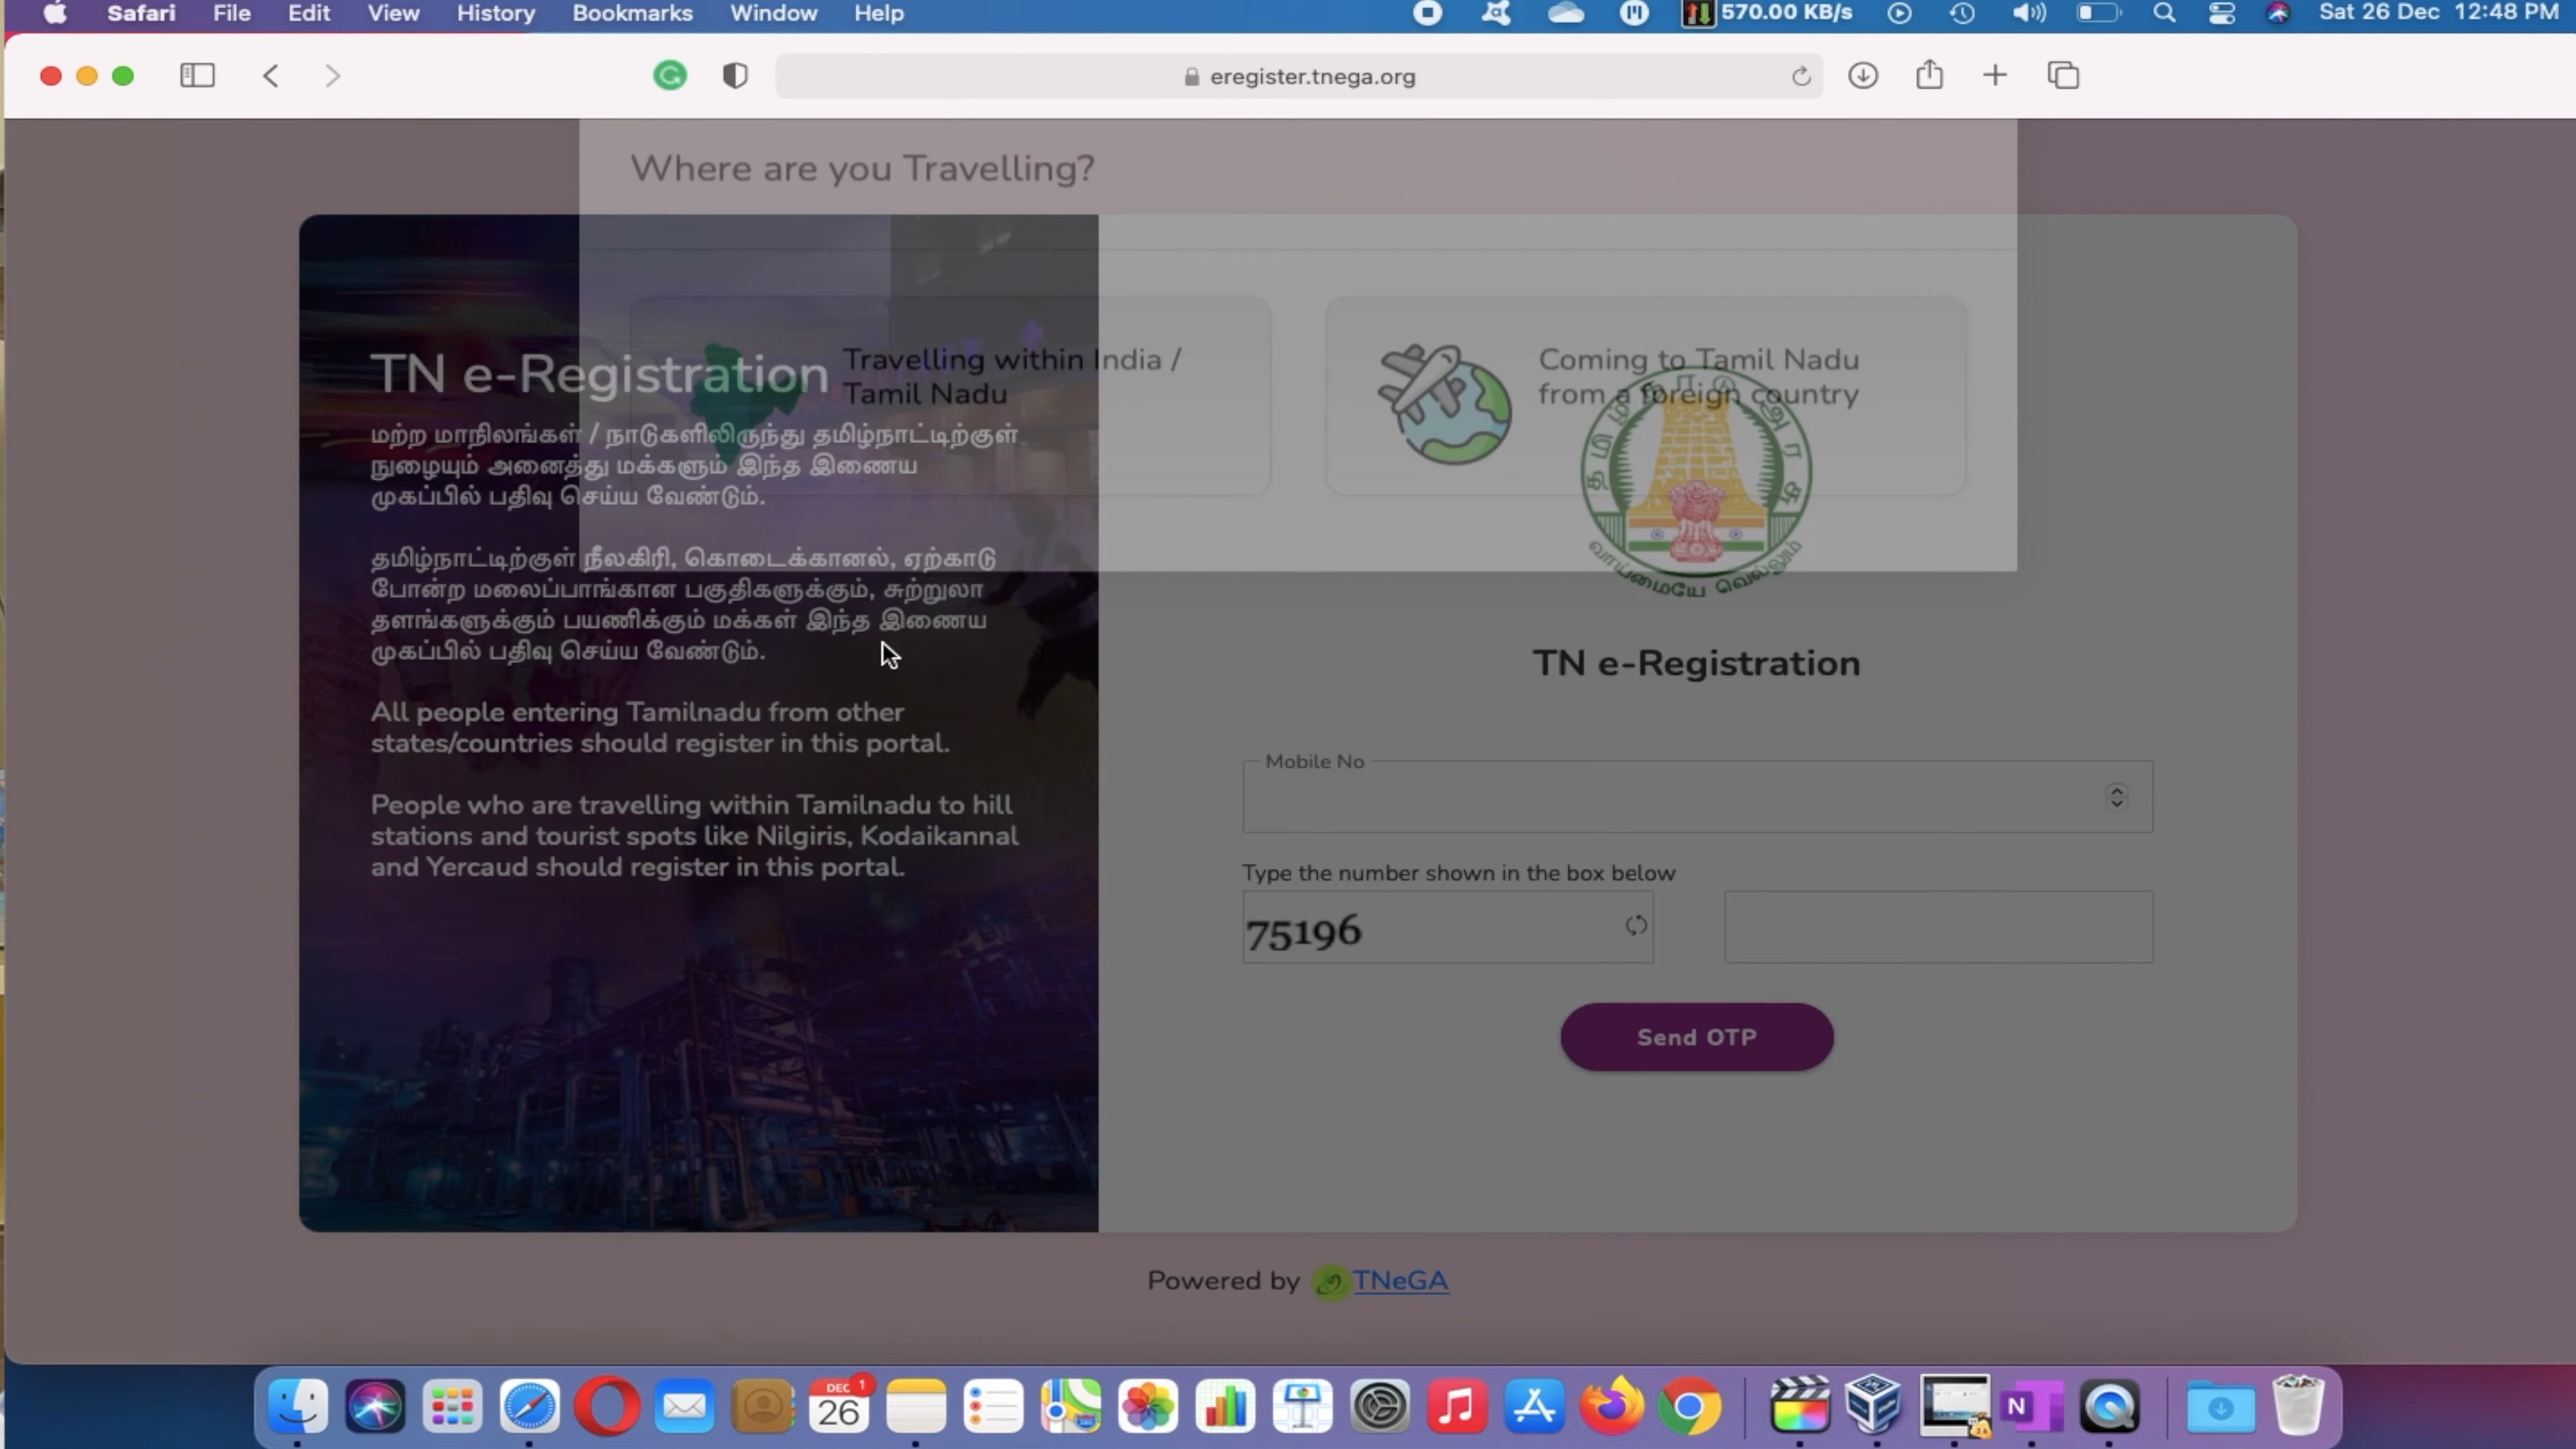 Safari File Edit View History Bookmarks Window Help 570.00 KB/s Sat 26 Dec 12:48 PM
eregister.tnega.org
Where are you Travelling?
TN e-Registration
Travelling within India /
Tamil Nadu
Coming to Tamil Nadu
from a foreign country
மற்ற மாநிலங்கள் / நாடுகளிலிருந்து தமிழ்நாட்டிற்குள்
நுழையும் அனைத்து மக்களும் இந்த இணைய
முகப்பில் பதிவு செய்ய வேண்டும்.
தமிழ்நாட்டிற்குள் நீலகிரி, கொடைக்கானல், ஏற்காடு
போன்ற மலைப்பாங்கான பகுதிகளுக்கும், சுற்றுலா
தளங்களுக்கும் பயணிக்கும் மக்கள் இந்த இணைய
முகப்பில் பதிவு செய்ய வேண்டும்.
All people entering Tamilnadu from other
states/countries should register in this portal.
People who are travelling within Tamilnadu to hill
stations and tourist spots like Nilgiris, Kodaikannal
and Yercaud should register in this portal.
தமிழ்நாடு அரசு
வாய்மையே வெல்லும்
TN e-Registration
Mobile No
Type the number shown in the box below
75196
Send OTP
Powered by TNeGA
DEC 1
26
N